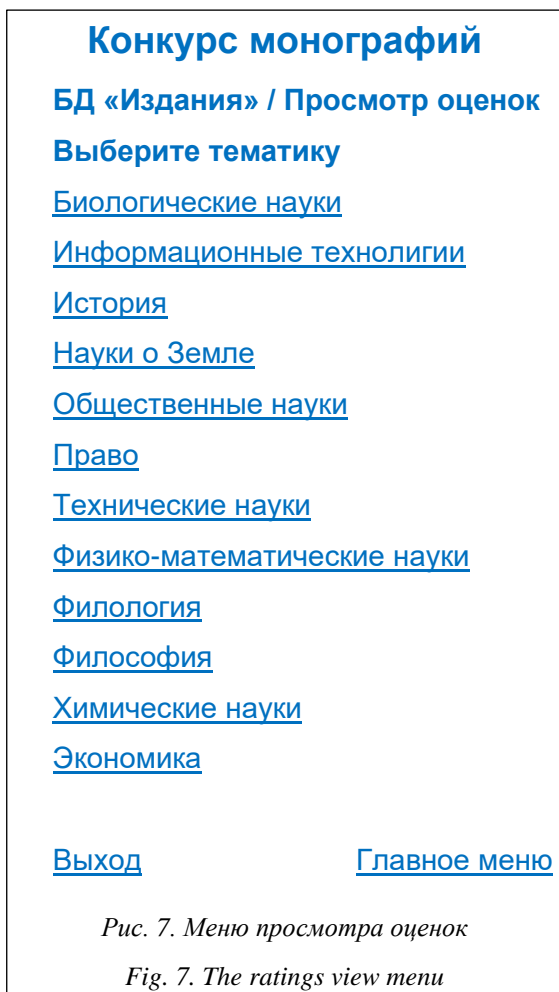 Конкурс монографий
БД «Издания» / Просмотр оценок
Выберите тематику
Биологические науки
Информационные технолигии
История
Науки о Земле
Общественные науки
Право
Технические науки
Физико-математические науки
Филология
Философия
Химические науки
Экономика
Выход Главное меню
Рис. 7. Меню просмотра оценок
Fig. 7. The ratings view menu